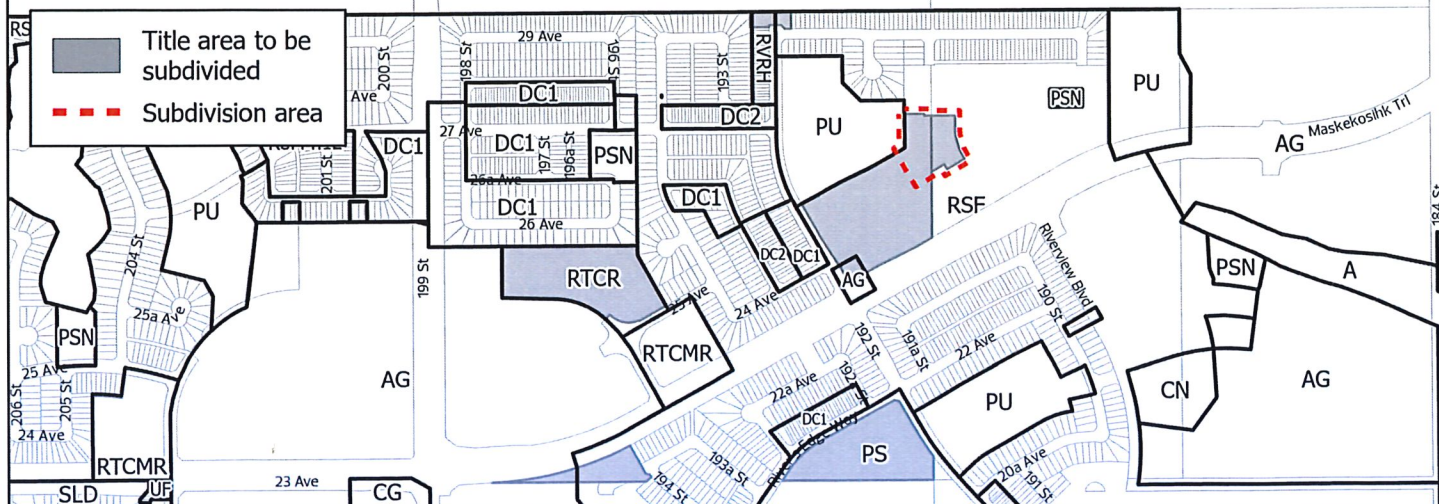 RS
Title area to be
subdivided
Subdivision area
29 Ave
200 St
198 St
196 St
193 St
RVRH
Ave
DC1
DC2
PU
PSN
PU
27 Ave
DC1
DC1
197 St
196a St
PSN
AG
Maskekosihk Trl
201 St
26a Ave
DC1
26 Ave
DC1
RSF
184 St
PU
204 St
199 St
RTCR
DC2
DC1
AG
Riverview Blvd
PSN
A
25a Ave
25 Ave
24 Ave
190 St
PSN
RTCMR
192 St
191a St
22 Ave
25 Ave
206 St
205 St
AG
22a Ave
192a St
PU
CN
AG
24 Ave
DC1
RTCMR
193a St
PS
20a Ave
191 St
194 St
SLD
UF
23 Ave
CG